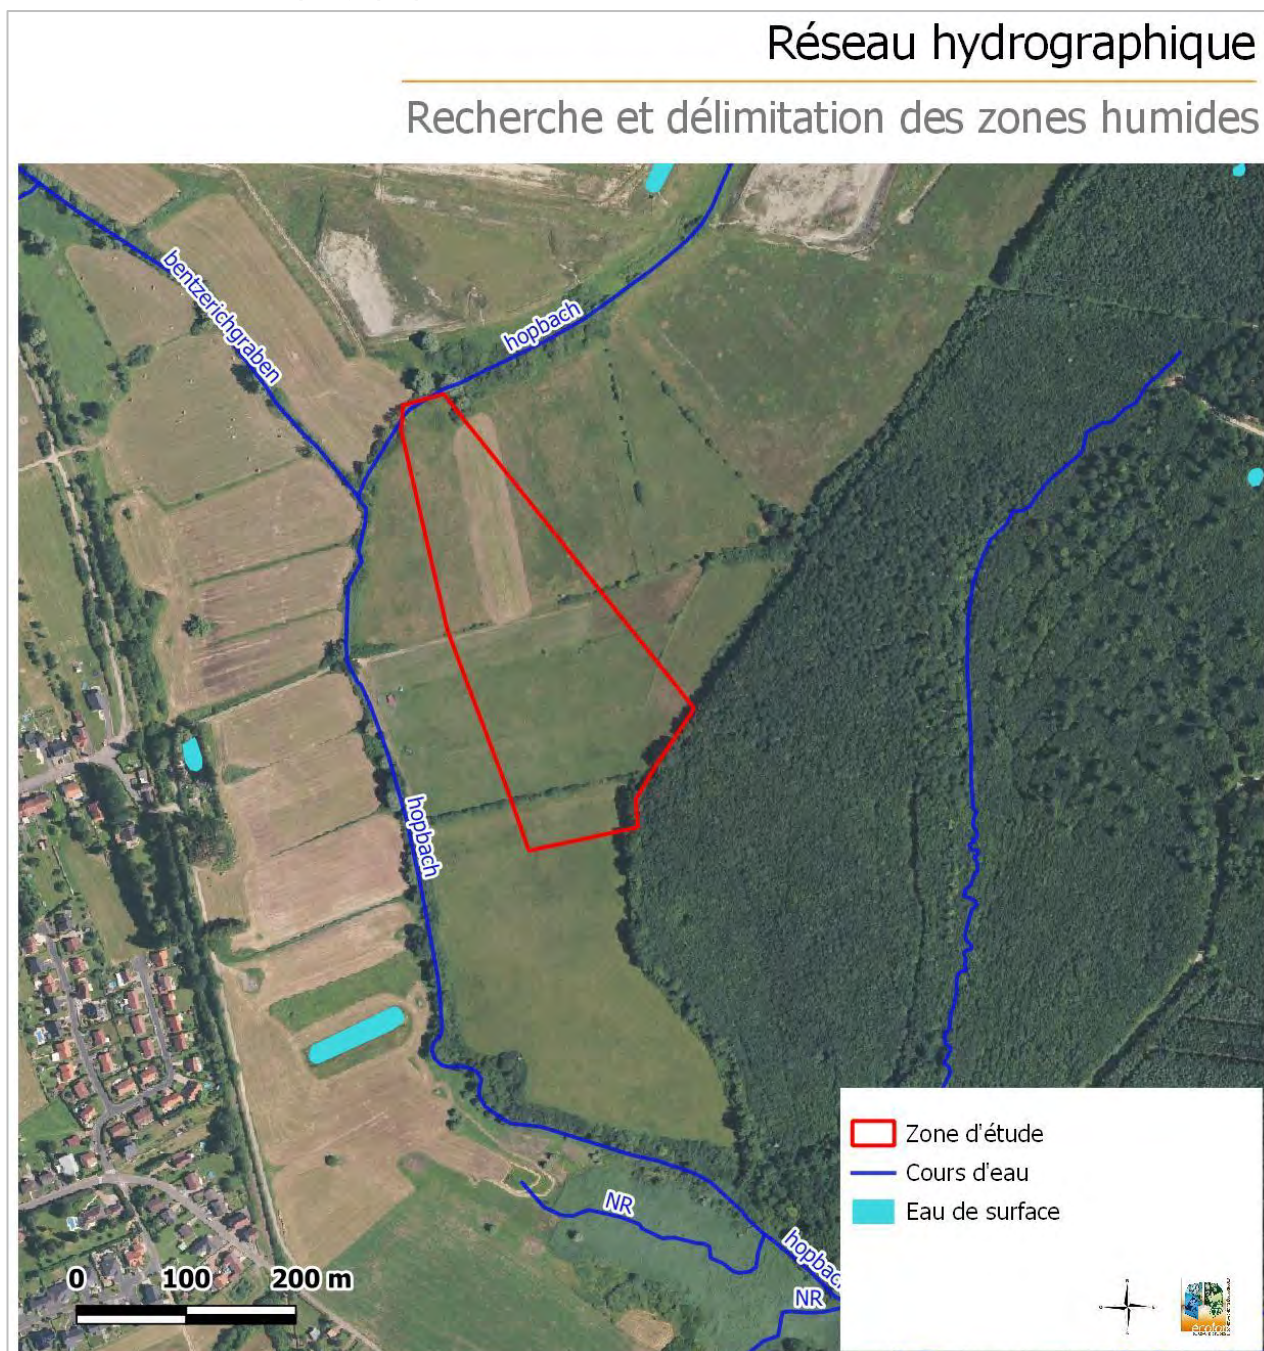 Réseau hydrographique
Recherche et délimitation des zones humides
bentzerichgraben
hopbach
hopbach
NR
hopbach
NR
Zone d'étude
Cours d'eau
Eau de surface
0 100 200 m